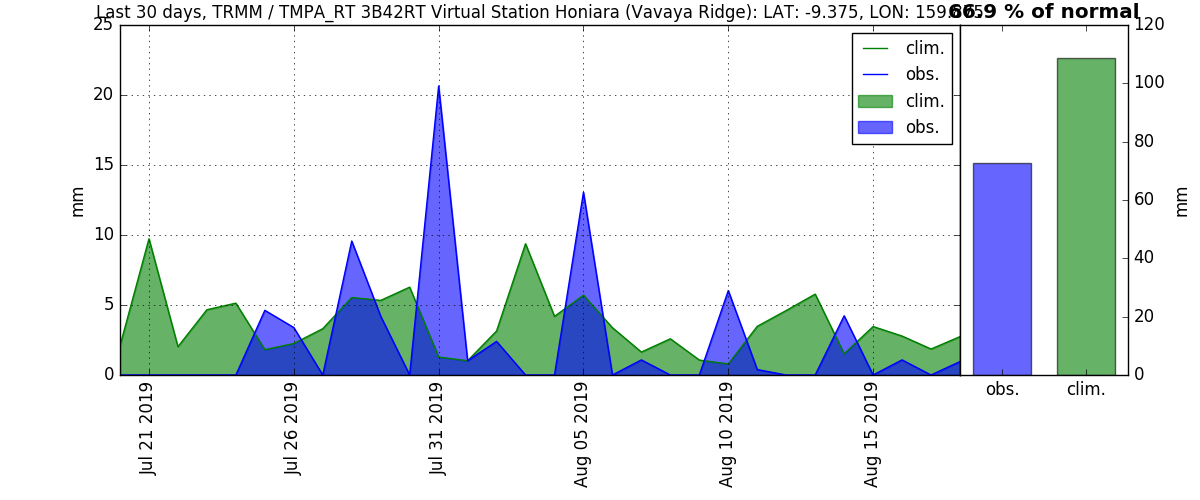 Last 30 days, TRMM / TMPA_RT 3B42RT Virtual Station Honiara (Vavaya Ridge): LAT: -9.375, LON:
66.9 % of normal
25
20
15
10
5
0
mm
clim.
obs.
clim.
obs.
Jul 21 2019
Jul 26 2019
Jul 31 2019
Aug 05 2019
Aug 10 2019
Aug 15 2019
120
100
80
60
40
20
0
mm
obs.
clim.